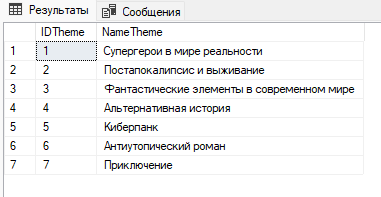 Результаты Сообщения
IDTheme NameTheme
1 1 Супергерои в мире реальности
2 2 Постапокалипсис и выживание
3 3 Фантастические элементы в современном мире
4 4 Альтернативная история
5 5 Киберпанк
6 6 Антиутопический роман
7 7 Приключение